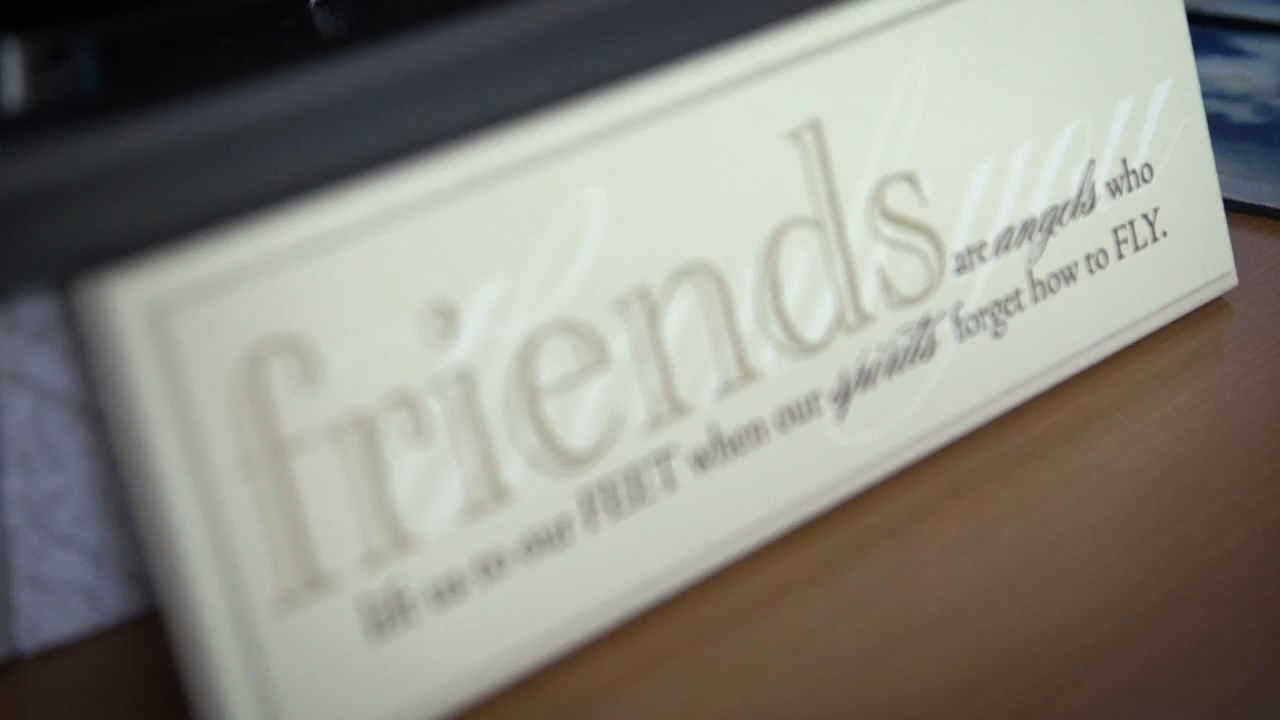 friends are angels who
lift us to our FEET when our spirits forget how to FLY.